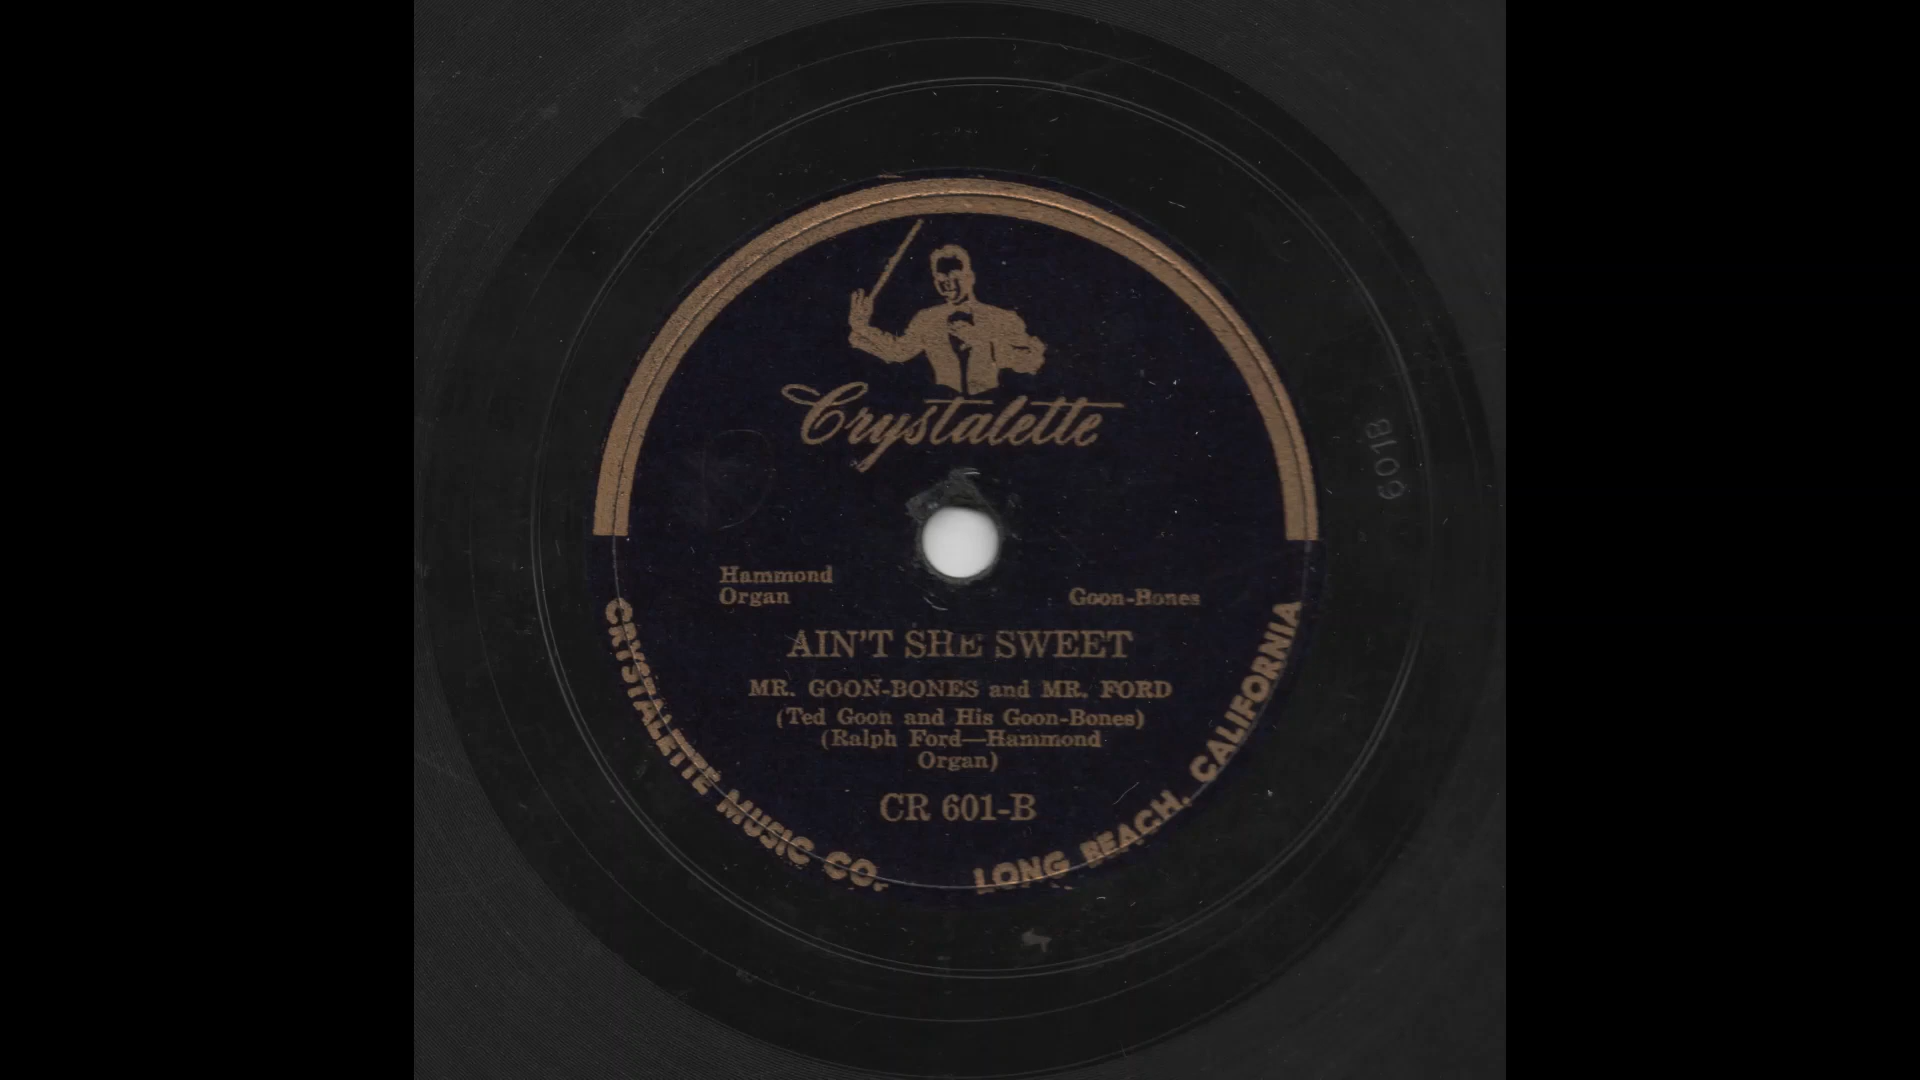 Crystalette
Hammond
Organ
Goon-Bones
AIN'T SHE SWEET
MR. GOON-BONES and MR. FORD
(Ted Goon and His Goon-Bones)
(Ralph Ford—Hammond
Organ)
CR 601-B
CRYSTALETTE MUSIC CO. LONG BEACH, CALIFORNIA
601B